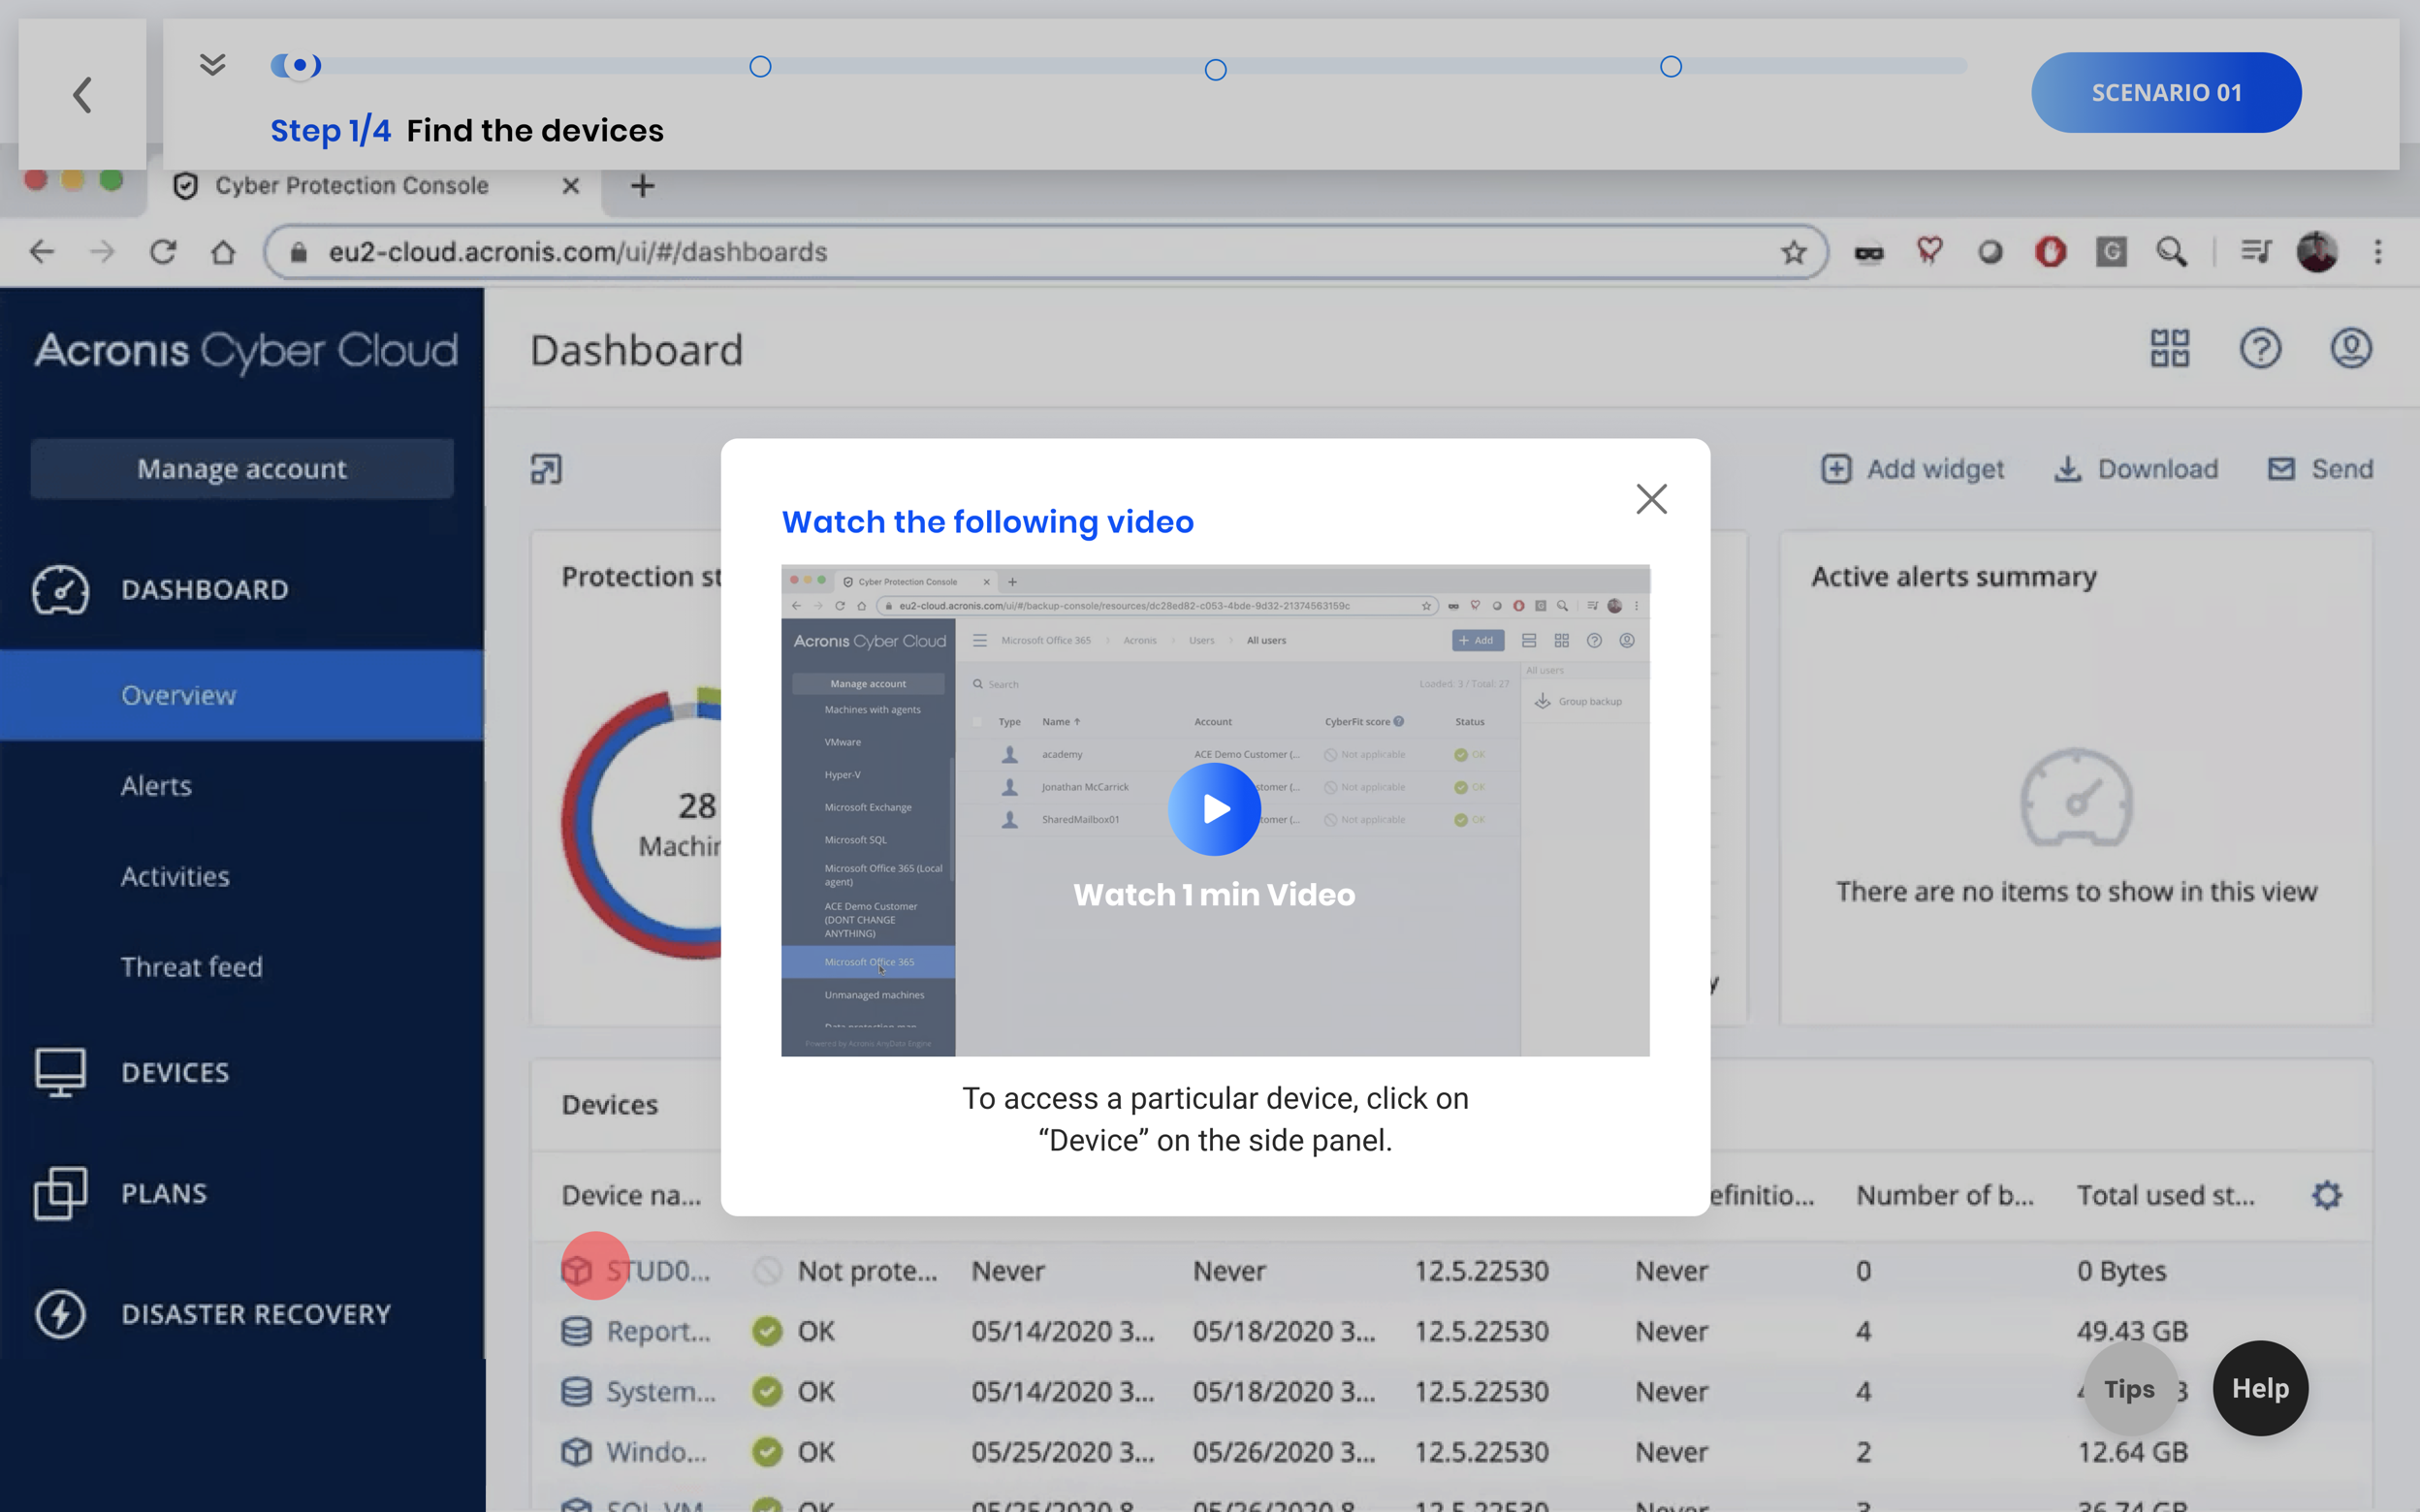 SCENARIO 01
Step 1/4 Find the devices
Cyber Protection Console
eu2-cloud.acronis.com/ui/#/dashboards
G
Acronis Cyber Cloud
Dashboard
Manage account
Add widget
Download
Send
DASHBOARD
Overview
Alerts
Activities
Threat feed
DEVICES
PLANS
DISASTER RECOVERY
Protection st
28
Machin
Active alerts summary
There are no items to show in this view
Watch the following video
Cyber Protection Console
eu2-cloud.acronis.com/ui/#/backup-console/resources/dc28ed82-c053-4bde-9d32-21374563159c
Acronis Cyber Cloud
Microsoft Office 365
Acronis
Users
All users
+ Add
Manage account
Machines with agents
VMware
Hyper-V
Microsoft Exchange
Microsoft SQL
Microsoft Office 365 (Local
agent)
ACE Demo Customer
(DONT CHANGE
ANYTHING)
Microsoft Office 365
Unmanaged machines
Data protection map
Powered by Acronis AnyData Engine
Search
Loaded: 3 / Total: 27
All users
Group backup
Type Name Account CyberFit score Status
academy ACE Demo Customer (... Not applicable OK
Jonathan McCarrick stomer (... Not applicable OK
SharedMailbox01 tomer (... Not applicable OK
Watch 1 min Video
To access a particular device, click on
“Device” on the side panel.
Devices
Device na... efinitio... Number of b... Total used st...
STUD0... Not prote... Never Never 12.5.22530 Never 0 0 Bytes
Report... OK 05/14/2020 3... 05/18/2020 3... 12.5.22530 Never 4 49.43 GB
System... OK 05/14/2020 3... 05/18/2020 3... 12.5.22530 Never 4
Windo... OK 05/25/2020 3... 05/26/2020 3... 12.5.22530 Never 2 12.64 GB
Tips
Help